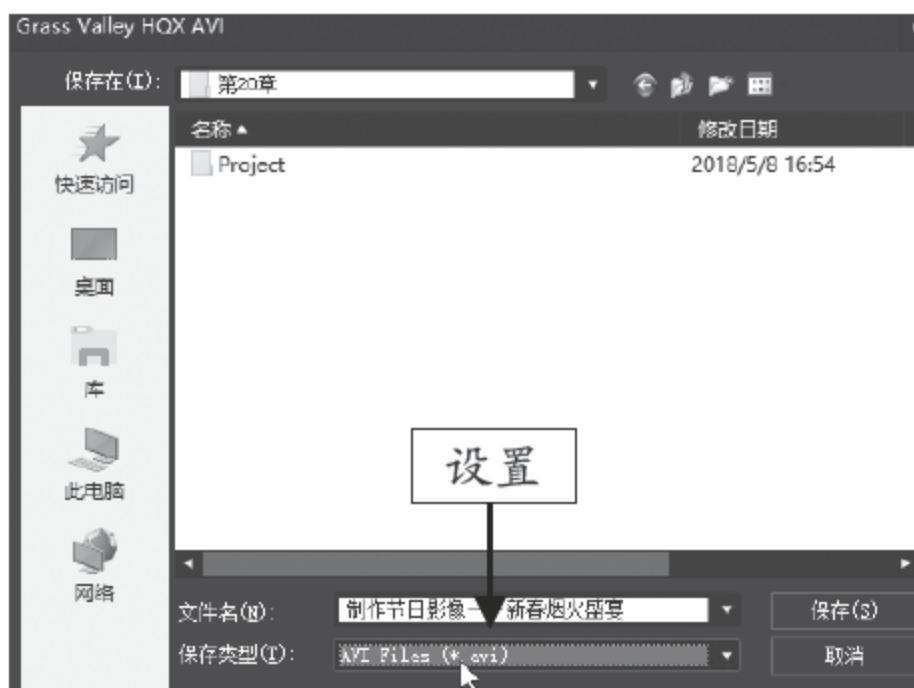 Grass Valley HQX AVI
保存在(I): 第20章
名称 修改日期
Project 2018/5/8 16:54
快速访问
桌面
库
此电脑
网络
设置
文件名(N): 制作节日影像——新春烟火盛宴 保存(S)
保存类型(T): AVI Files (*.avi) 取消